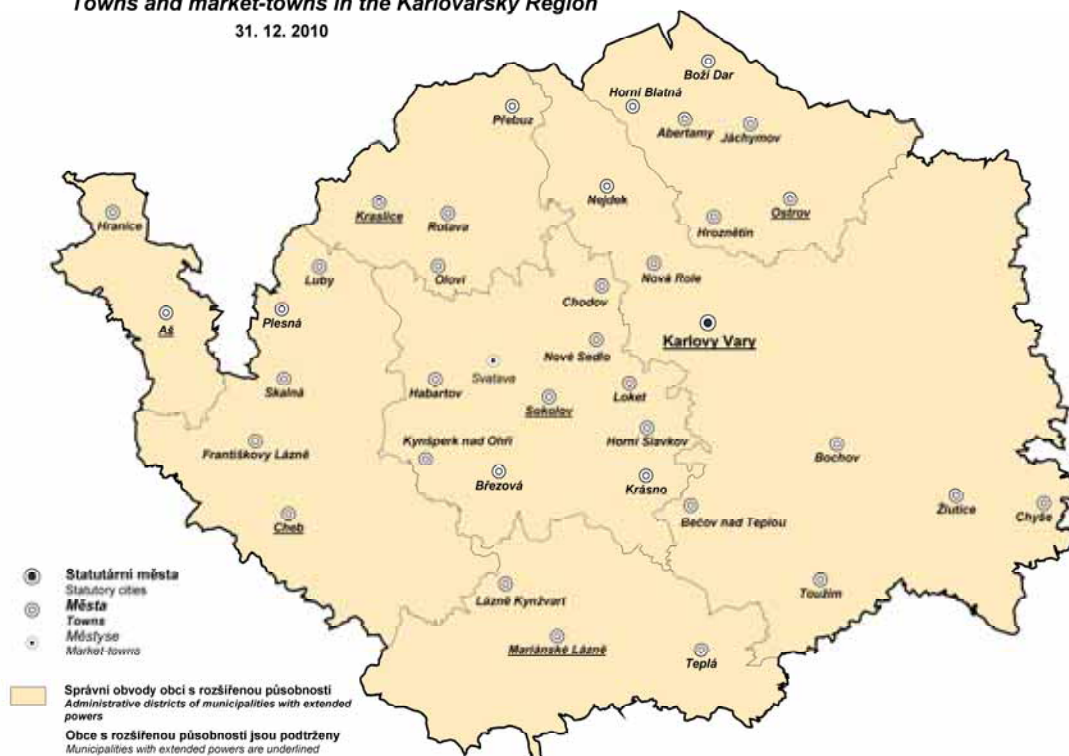 Towns and market-towns in the Karlovarský Region
31. 12. 2010
Boží Dar
Horní Blatná
Přebuz
Abertamy
Jáchymov
Nejdek
Kraslice
Ostrov
Hranice
Rotava
Hroznětín
Luby
Oloví
Nová Role
Chodov
Plesná
Aš
Karlovy Vary
Nové Sedlo
Svatava
Skalná
Habartov
Loket
Sokolov
Kynšperk nad Ohří
Horní Slavkov
Františkovy Lázně
Bochov
Březová
Krásno
Žlutice
Chyše
Bečov nad Teplou
Cheb
Toužim
Lázně Kynžvart
Mariánské Lázně
Teplá
Statutární města
Statutory cities
Města
Towns
Městyse
Market-towns
Správní obvody obcí s rozšířenou působností
Administrative districts of municipalities with extended
powers
Obce s rozšířenou působností jsou podtrženy
Municipalities with extended powers are underlined